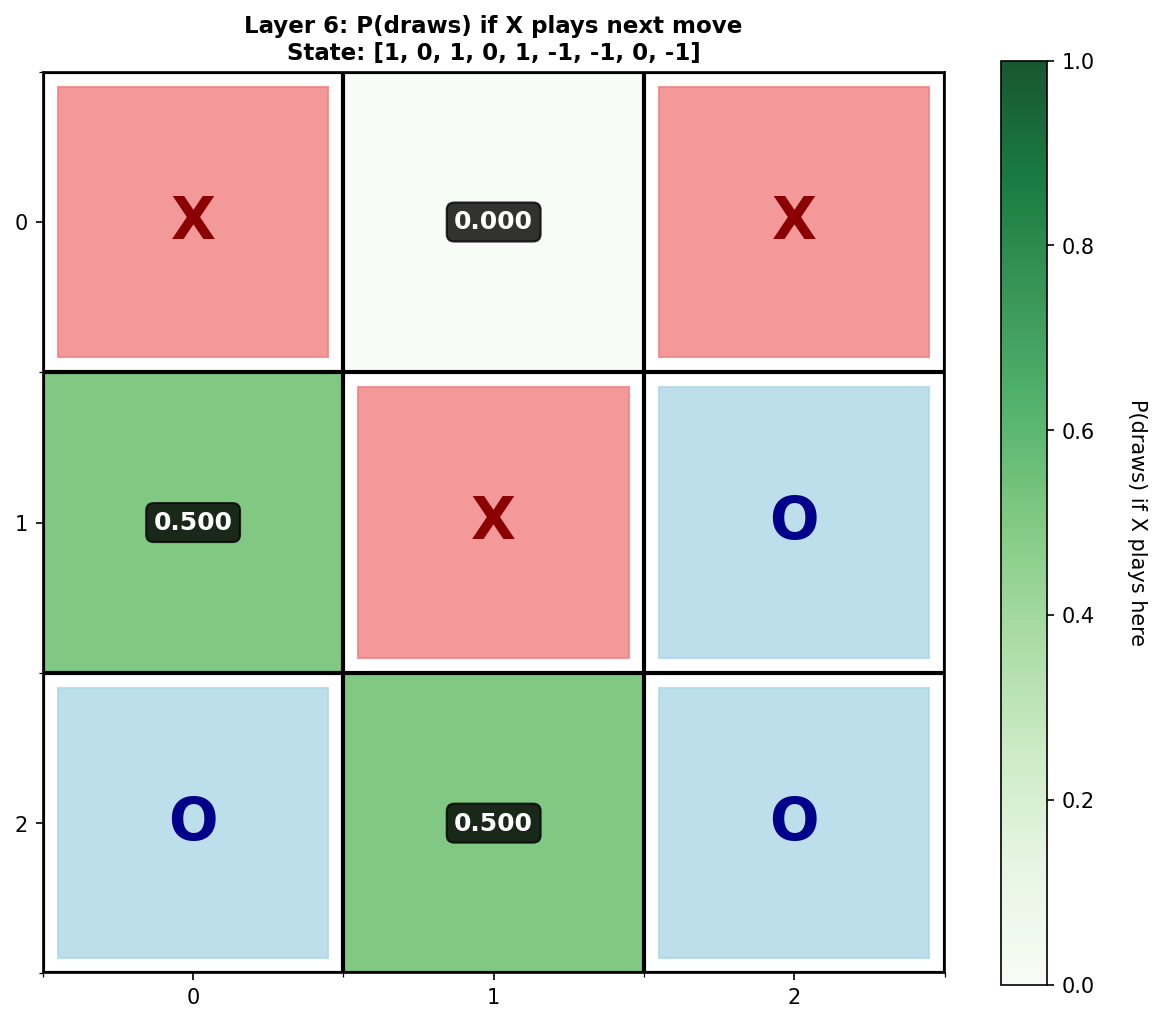 Layer 6: P(draws) if X plays next move
State: [1, 0, 1, 0, 1, -1, -1, 0, -1]
0
X
0.000
X
1
0.500
X
O
2
O
0.500
O
0
1
2
1.0
0.8
0.6
0.4
0.2
0.0
P(draws) if X plays here